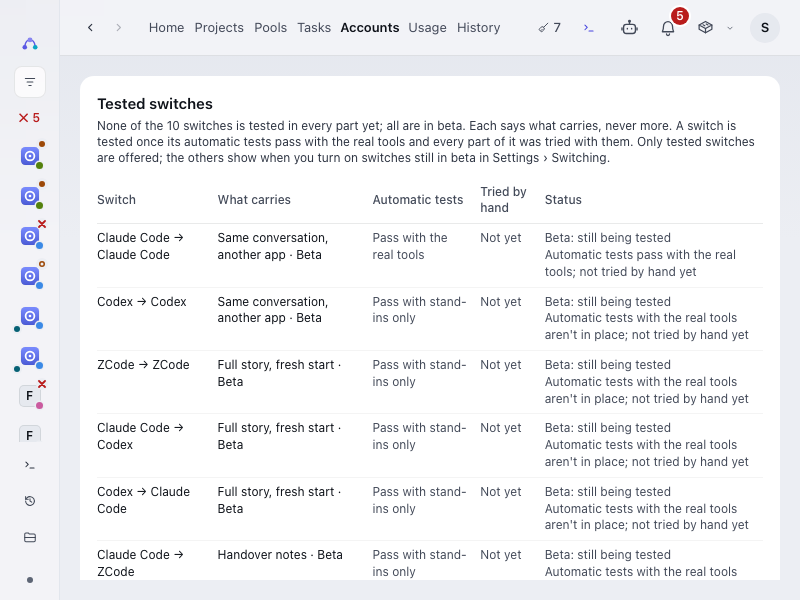 Home Projects Pools Tasks Accounts Usage History 7 5 S
5
F
F
Tested switches
None of the 10 switches is tested in every part yet; all are in beta. Each says what carries, never more. A switch is
tested once its automatic tests pass with the real tools and every part of it was tried with them. Only tested switches
are offered; the others show when you turn on switches still in beta in Settings › Switching.
Switch What carries Automatic tests Tried by hand Status
Claude Code → Claude Code
Same conversation, another app · Beta
Pass with the real tools
Not yet
Beta: still being tested
Automatic tests pass with the real
tools; not tried by hand yet
Codex → Codex
Same conversation, another app · Beta
Pass with stand-ins only
Not yet
Beta: still being tested
Automatic tests with the real tools
aren't in place; not tried by hand yet
ZCode → ZCode
Full story, fresh start · Beta
Pass with stand-ins only
Not yet
Beta: still being tested
Automatic tests with the real tools
aren't in place; not tried by hand yet
Claude Code → Codex
Full story, fresh start · Beta
Pass with stand-ins only
Not yet
Beta: still being tested
Automatic tests with the real tools
aren't in place; not tried by hand yet
Codex → Claude Code
Full story, fresh start · Beta
Pass with stand-ins only
Not yet
Beta: still being tested
Automatic tests with the real tools
aren't in place; not tried by hand yet
Claude Code → ZCode
Handover notes · Beta
Pass with stand-ins only
Not yet
Beta: still being tested
Automatic tests with the real tools